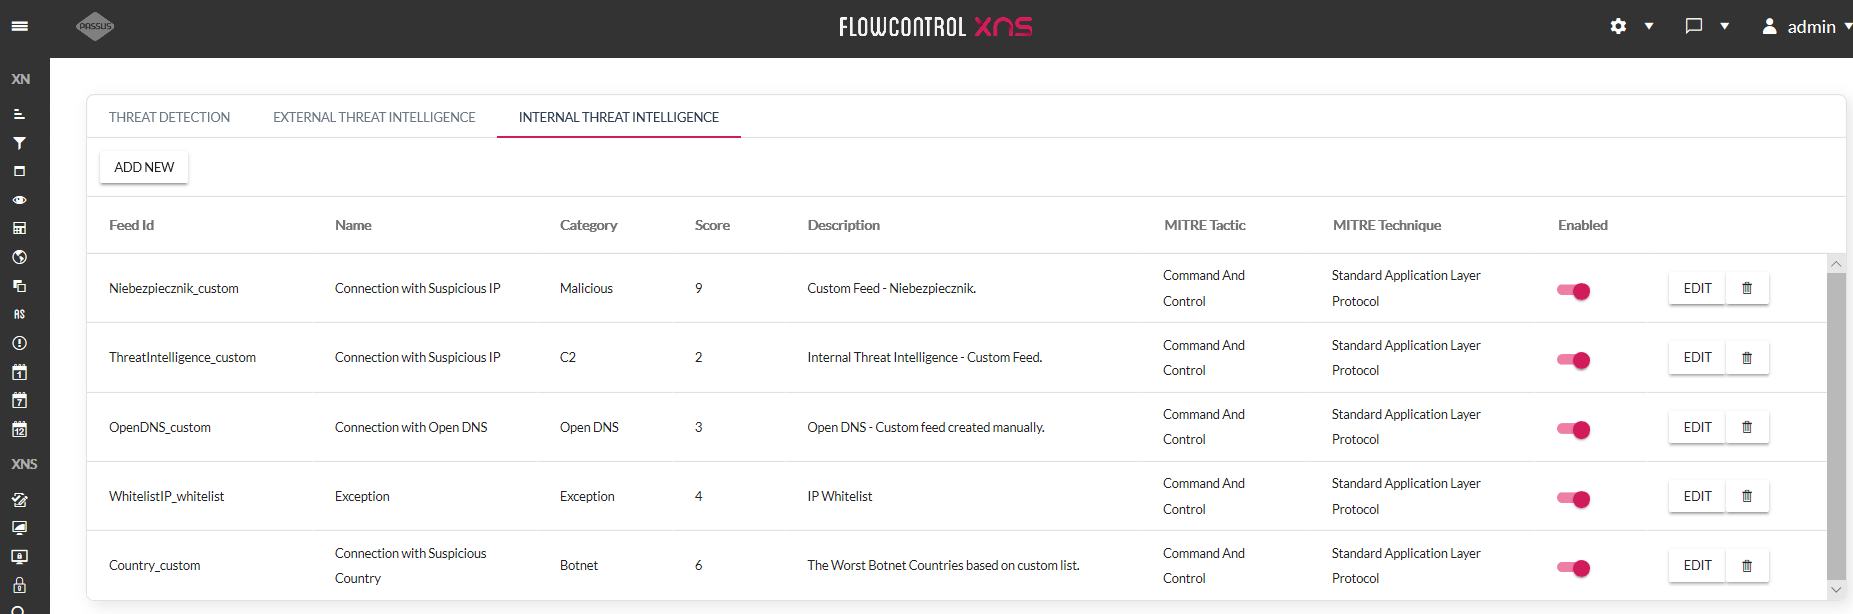 PASSUS
FLOWCONTROL XNS
admin
XN
AS
1
7
12
XNS
THREAT DETECTION EXTERNAL THREAT INTELLIGENCE INTERNAL THREAT INTELLIGENCE
ADD NEW
Feed Id Name Category Score Description MITRE Tactic MITRE Technique Enabled
Niebezpiecznik_custom Connection with Suspicious IP Malicious 9 Custom Feed - Niebezpiecznik. Command And Control Standard Application Layer Protocol EDIT
ThreatIntelligence_custom Connection with Suspicious IP C2 2 Internal Threat Intelligence - Custom Feed. Command And Control Standard Application Layer Protocol EDIT
OpenDNS_custom Connection with Open DNS Open DNS 3 Open DNS - Custom feed created manually. Command And Control Standard Application Layer Protocol EDIT
WhitelistIP_whitelist Exception Exception 4 IP Whitelist Command And Control Standard Application Layer Protocol EDIT
Country_custom Connection with Suspicious Country Botnet 6 The Worst Botnet Countries based on custom list. Command And Control Standard Application Layer Protocol EDIT